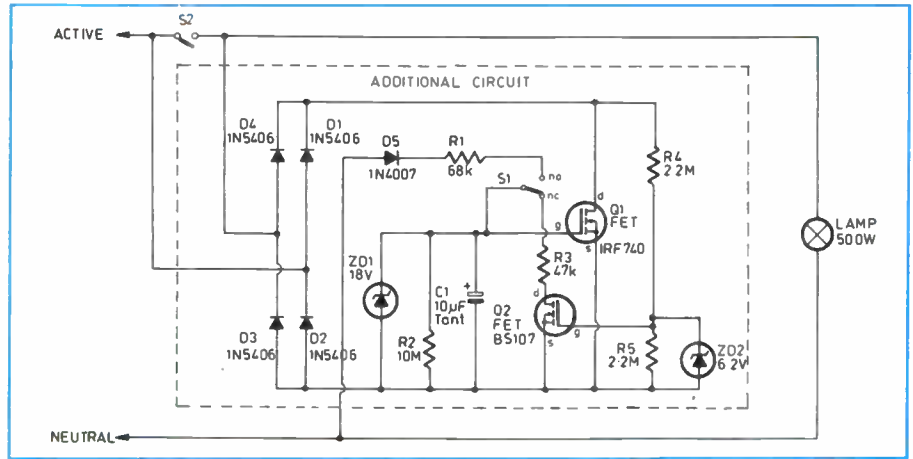 S2
ACTIVE
ADDITIONAL CIRCUIT
D4
1N5406
D1
1N5406
D5
1N4007
R1
68k
no
S1
nc
R4
2.2M
d
Q1
FET
g
IRF740
s
LAMP
500W
ZD1
18V
R3
47k
C1
10µF
Tant
+
d
Q2
FET
BS107
g
s
D3
1N5406
D2
1N5406
R2
10M
R5
2.2M
ZD2
6.2V
NEUTRAL